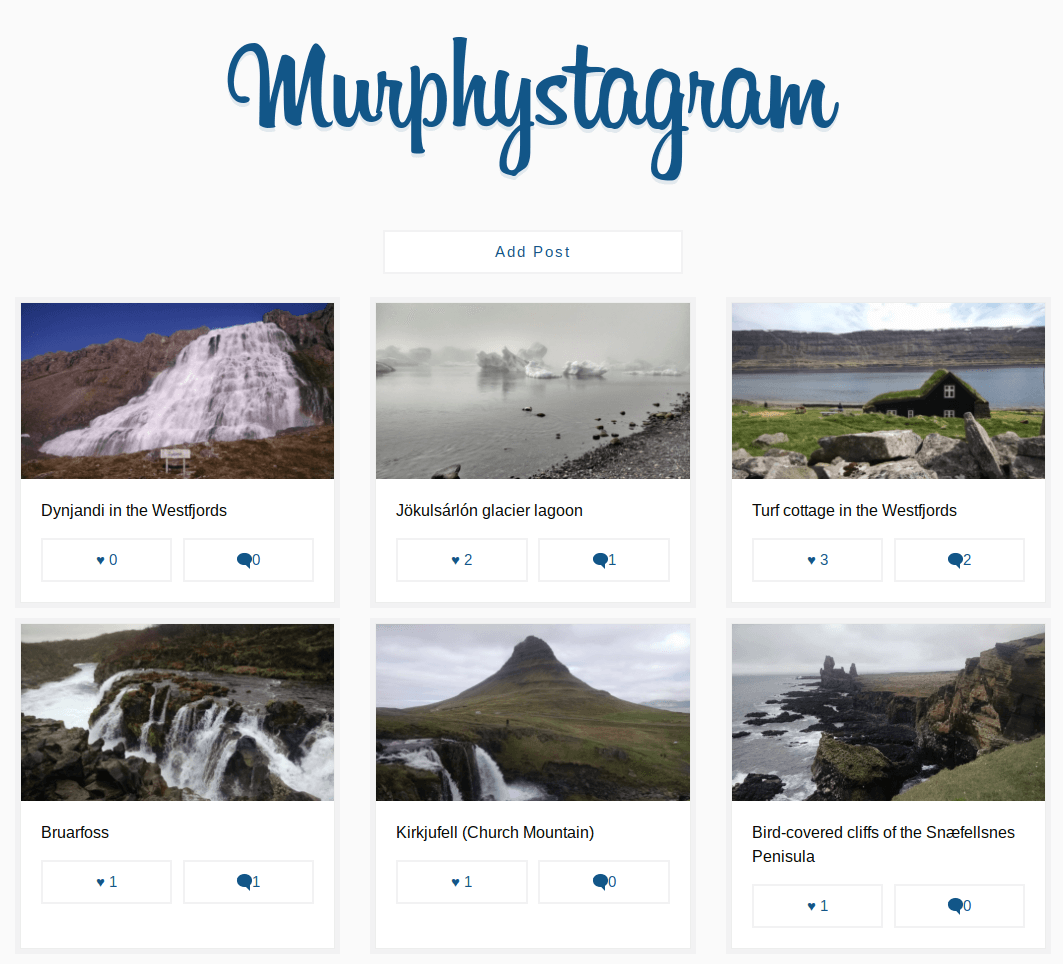 Murphystagram
Add Post
Dynjandi in the Westfjords
♥ 0
0
Jökulsárlón glacier lagoon
♥ 2
1
Turf cottage in the Westfjords
♥ 3
2
Bruarfoss
♥ 1
1
Kirkjufell (Church Mountain)
♥ 1
0
Bird-covered cliffs of the Snæfellsnes
Penisula
♥ 1
0